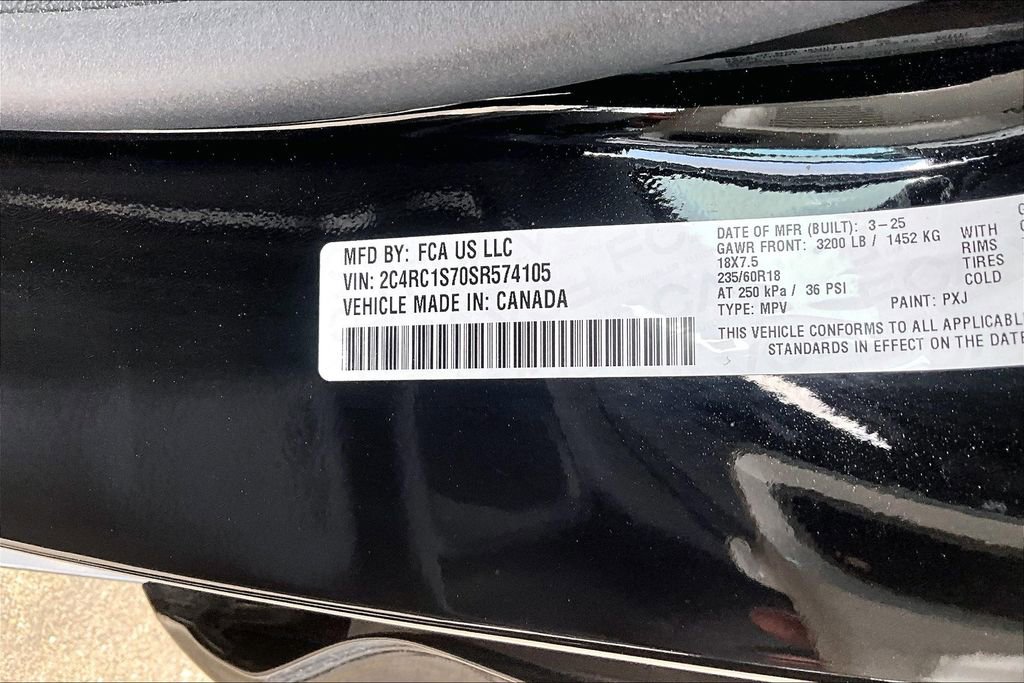 MFD BY: FCA US LLC
VIN: 2C4RC1S70SR574105
VEHICLE MADE IN: CANADA
DATE OF MFR (BUILT): 3-25
GAWR FRONT: 3200 LB / 1452 KG WITH
18X7.5 RIMS
235/60R18 TIRES
AT 250 kPa / 36 PSI COLD
TYPE: MPV PAINT: PXJ
THIS VEHICLE CONFORMS TO ALL APPLICABL
STANDARDS IN EFFECT ON THE DATE